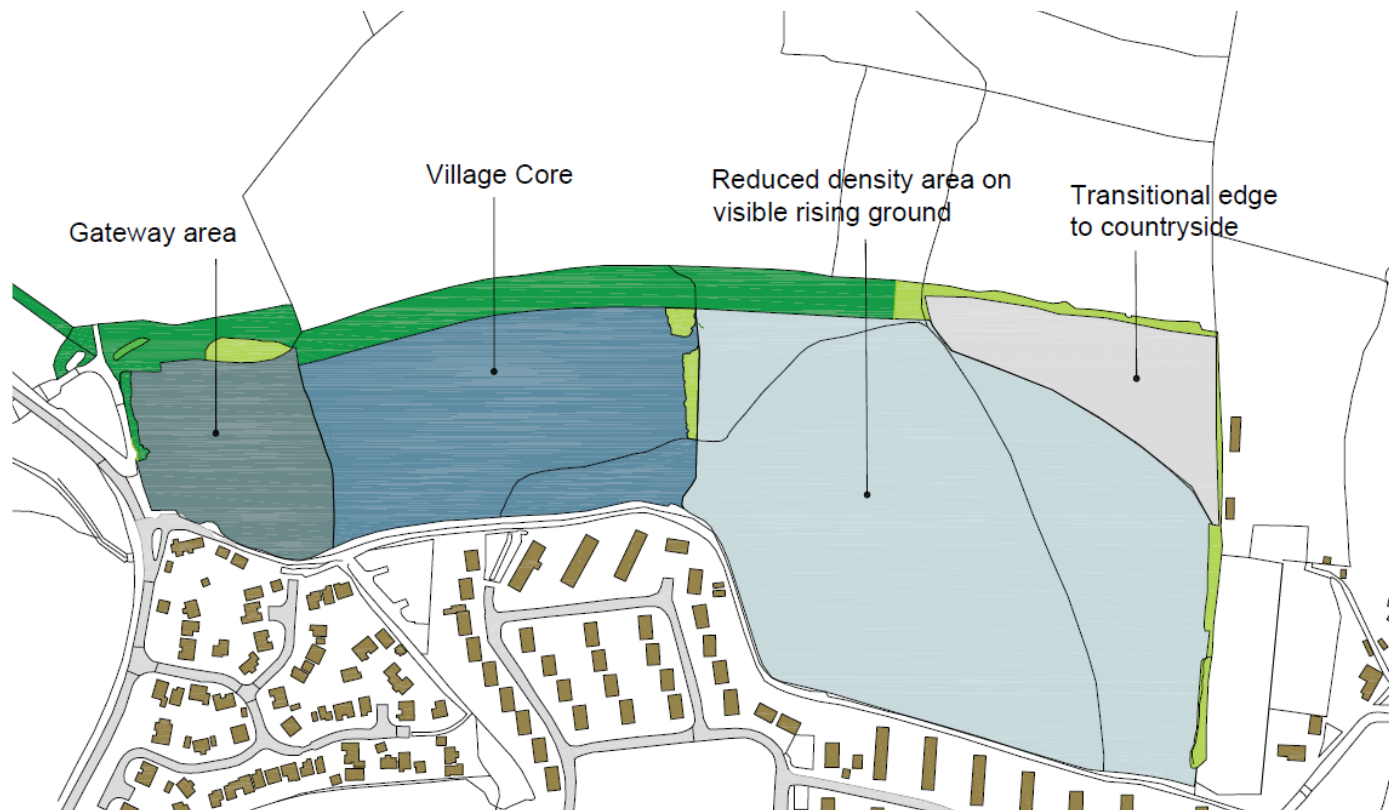 Gateway area
Village Core
Reduced density area on
visible rising ground
Transitional edge
to countryside